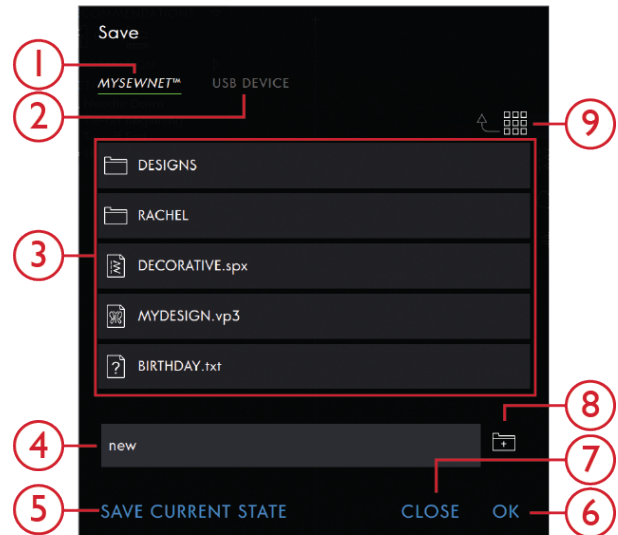 Save
1
MYSEWNET™ USB DEVICE
2
9
DESIGNS
RACHEL
3
DECORATIVE.spx
MYDESIGN.vp3
BIRTHDAY.txt
8
4
new
7
5
SAVE CURRENT STATE CLOSE OK
6